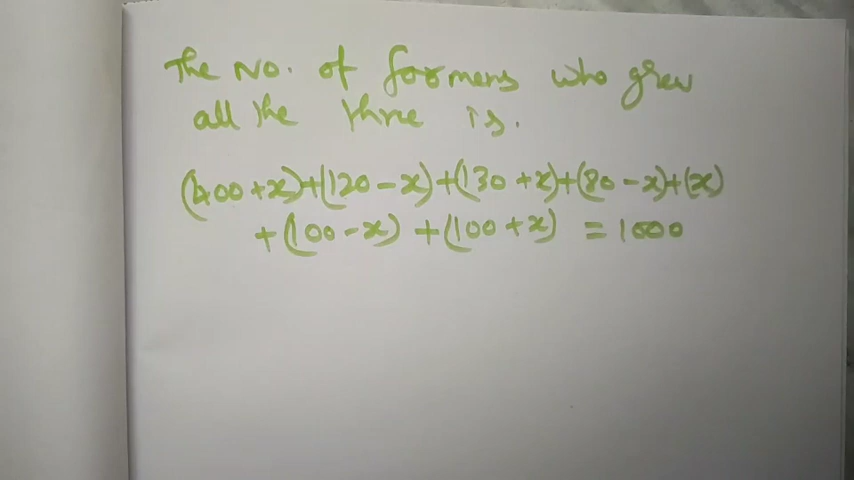 The No. of formers who grew
all the three is.
(400+x)+(120-x)+(130+x)+(80-x)+(x)
+(100-x)+(100+x) = 1000